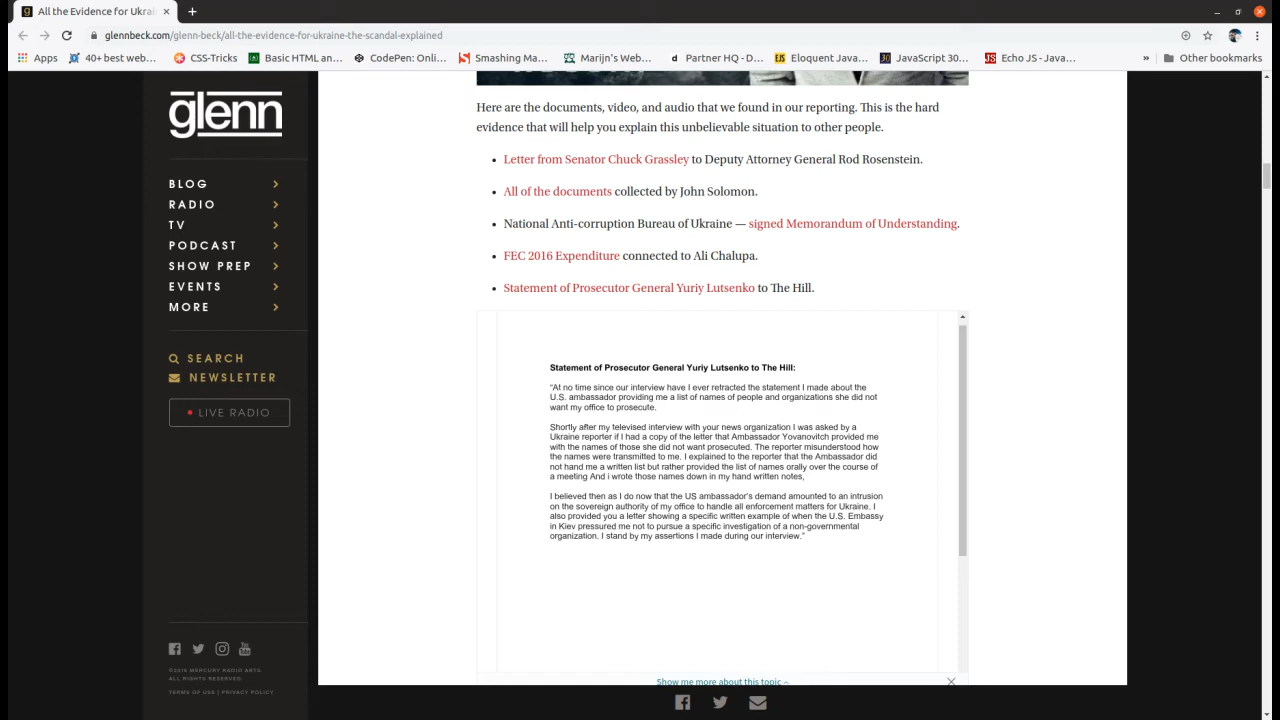 All the Evidence for Ukrai
glennbeck.com/glenn-beck/all-the-evidence-for-ukraine-the-scandal-explained
Apps
40+ best web...
CSS-Tricks
Basic HTML an...
CodePen: Onli...
Smashing Ma...
Marijn's Web...
Partner HQ - D...
Eloquent Java...
JavaScript 30...
Echo JS - Java...
»
Other bookmarks
glenn
BLOG
RADIO
TV
PODCAST
SHOW PREP
EVENTS
MORE
SEARCH
NEWSLETTER
LIVE RADIO
©2019 MERCURY RADIO ARTS.
ALL RIGHTS RESERVED.
TERMS OF USE | PRIVACY POLICY
Here are the documents, video, and audio that we found in our reporting. This is the hard
evidence that will help you explain this unbelievable situation to other people.
• Letter from Senator Chuck Grassley to Deputy Attorney General Rod Rosenstein.
• All of the documents collected by John Solomon.
• National Anti-corruption Bureau of Ukraine — signed Memorandum of Understanding.
• FEC 2016 Expenditure connected to Ali Chalupa.
• Statement of Prosecutor General Yuriy Lutsenko to The Hill.
Statement of Prosecutor General Yuriy Lutsenko to The Hill:
“At no time since our interview have I ever retracted the statement I made about the
U.S. ambassador providing me a list of names of people and organizations she did not
want my office to prosecute.
Shortly after my televised interview with your news organization I was asked by a
Ukraine reporter if I had a copy of the letter that Ambassador Yovanovitch provided me
with the names of those she did not want prosecuted. The reporter misunderstood how
the names were transmitted to me. I explained to the reporter that the Ambassador did
not hand me a written list but rather provided the list of names orally over the course of
a meeting And i wrote those names down in my hand written notes,
I believed then as I do now that the US ambassador's demand amounted to an intrusion
on the sovereign authority of my office to handle all enforcement matters for Ukraine. I
also provided you a letter showing a specific written example of when the U.S. Embassy
in Kiev pressured me not to pursue a specific investigation of a non-governmental
organization. I stand by my assertions I made during our interview.”
Show me more about this topic